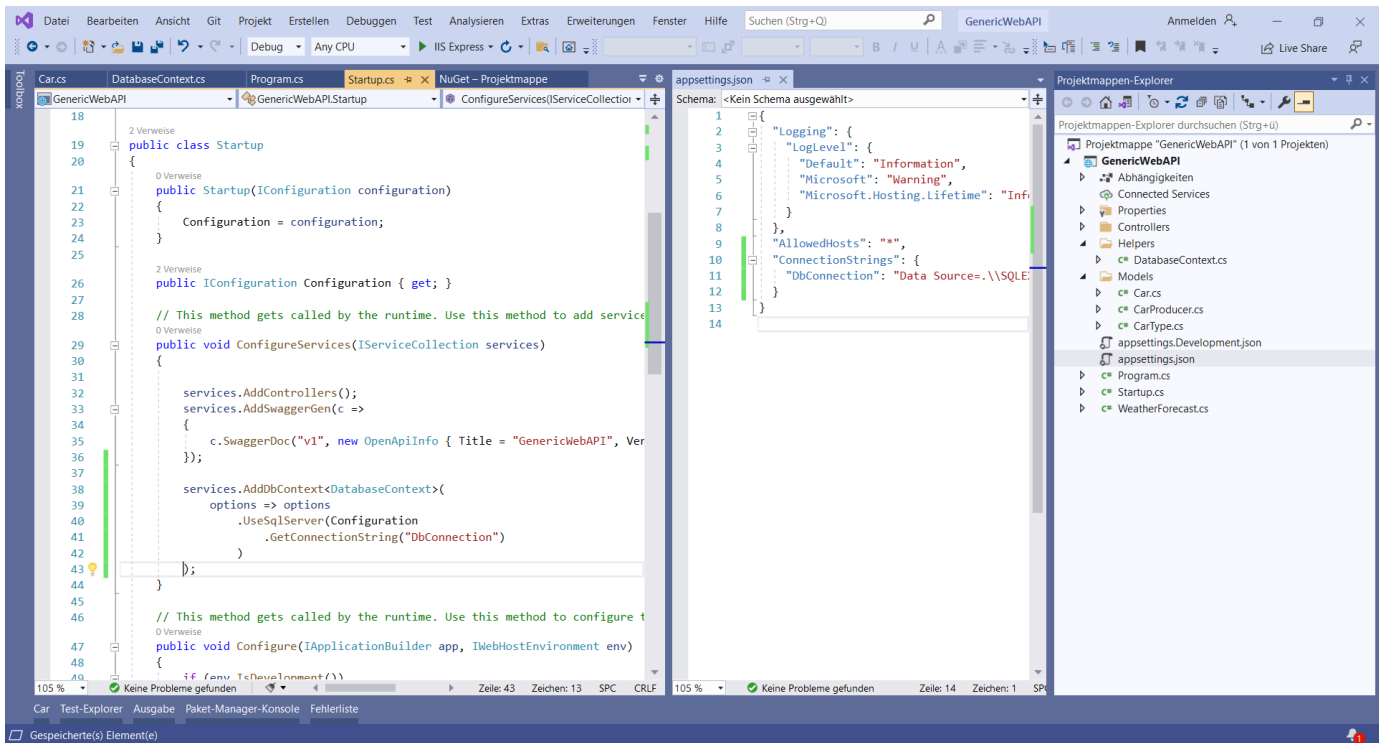 Datei Bearbeiten Ansicht Git Projekt Erstellen Debuggen Test Analysieren Extras Erweiterungen Fenster Hilfe Suchen (Strg+Q) GenericWebAPI Anmelden
Debug Any CPU IIS Express Live Share
Toolbox
Car.cs DatabaseContext.cs Program.cs Startup.cs NuGet – Projektmappe
GenericWebAPI GenericWebAPI.Startup ConfigureServices(IServiceCollection
18
2 Verweise
19 public class Startup
20 {
0 Verweise
21 public Startup(IConfiguration configuration)
22 {
23 Configuration = configuration;
24 }
25
2 Verweise
26 public IConfiguration Configuration { get; }
27
28 // This method gets called by the runtime. Use this method to add service
0 Verweise
29 public void ConfigureServices(IServiceCollection services)
30 {
31
32 services.AddControllers();
33 services.AddSwaggerGen(c =>
34 {
35 c.SwaggerDoc("v1", new OpenApiInfo { Title = "GenericWebAPI", Ver
36 });
37
38 services.AddDbContext<DatabaseContext>(
39 options => options
40 .UseSqlServer(Configuration
41 .GetConnectionString("DbConnection")
42 )
43 );
44 }
45
46 // This method gets called by the runtime. Use this method to configure t
0 Verweise
47 public void Configure(IApplicationBuilder app, IWebHostEnvironment env)
48 {
49 if (env.IsDevelopment())
105 % Keine Probleme gefunden Zeile: 43 Zeichen: 13 SPC CRLF
appsettings.json
Schema: <Kein Schema ausgewählt>
1 {
2 "Logging": {
3 "LogLevel": {
4 "Default": "Information",
5 "Microsoft": "Warning",
6 "Microsoft.Hosting.Lifetime": "Inf
7 }
8 },
9 "AllowedHosts": "*",
10 "ConnectionStrings": {
11 "DbConnection": "Data Source=.\\SQLE
12 }
13 }
14
105 % Keine Probleme gefunden Zeile: 14 Zeichen: 1 SP
Projektmappen-Explorer
Projektmappen-Explorer durchsuchen (Strg+ü)
Projektmappe "GenericWebAPI" (1 von 1 Projekten)
GenericWebAPI
Abhängigkeiten
Connected Services
Properties
Controllers
Helpers
C# DatabaseContext.cs
Models
C# Car.cs
C# CarProducer.cs
C# CarType.cs
appsettings.Development.json
appsettings.json
C# Program.cs
C# Startup.cs
C# WeatherForecast.cs
Car Test-Explorer Ausgabe Paket-Manager-Konsole Fehlerliste
Gespeicherte(s) Element(e) 1